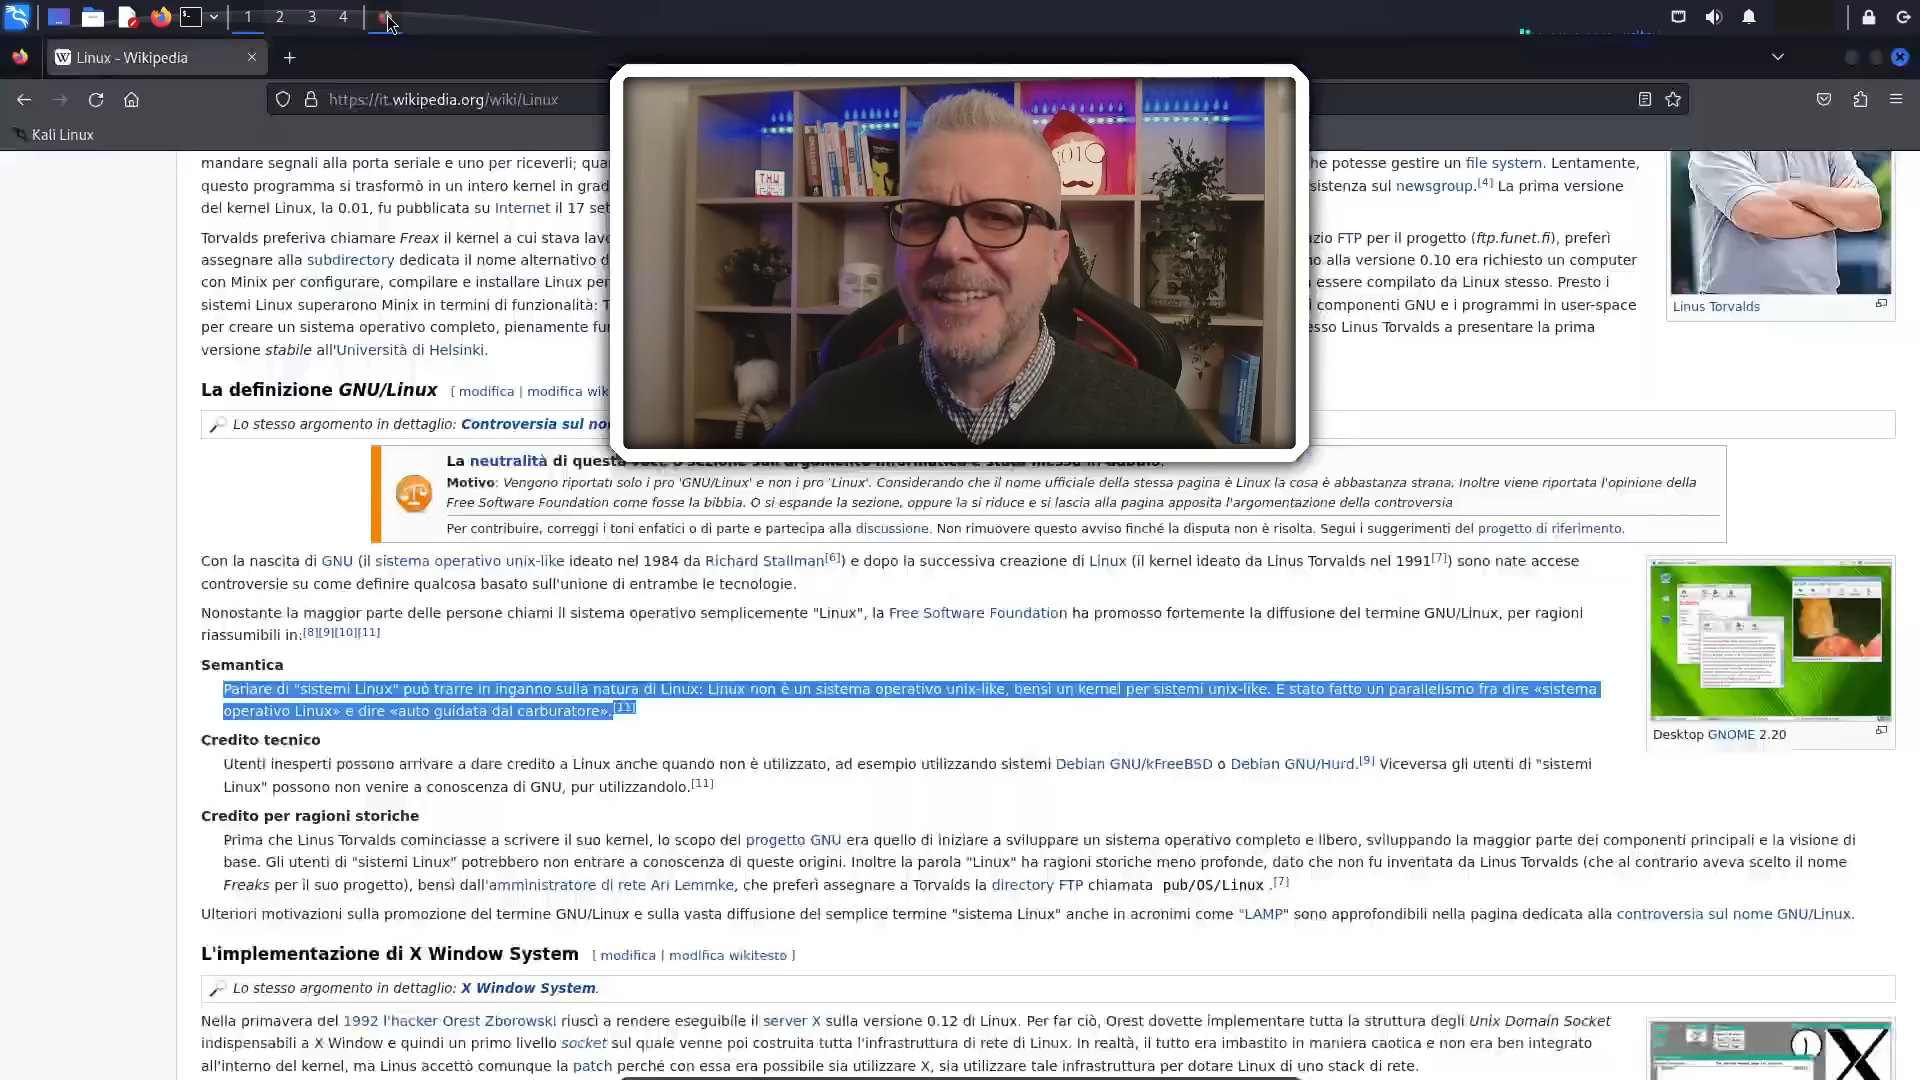 1 2 3 4
Linux - Wikipedia
https://it.wikipedia.org/wiki/Linux
Kali Linux
THU
mandare segnali alla porta seriale e uno per riceverli; qua
he potesse gestire un file system. Lentamente,
questo programma si trasformò in un intero kernel in grad
sistenza sul newsgroup.[4] La prima versione
del kernel Linux, la 0.01, fu pubblicata su Internet il 17 set
Torvalds preferiva chiamare Freax il kernel a cui stava lavo
zio FTP per il progetto (ftp.funet.fi), preferì
assegnare alla subdirectory dedicata il nome alternativo d
no alla versione 0.10 era richiesto un computer
con Minix per configurare, compilare e installare Linux per
essere compilato da Linux stesso. Presto i
sistemi Linux superarono Minix in termini di funzionalità: T
i componenti GNU e i programmi in user-space
per creare un sistema operativo completo, pienamente fu
sso Linus Torvalds a presentare la prima
versione stabile all'Università di Helsinki.
Linus Torvalds
La definizione GNU/Linux [ modifica | modifica wik
Lo stesso argomento in dettaglio: Controversia sul no
La neutralità di questa voce o sezione sull'argomento informatica è stata messa in dubbio.
Motivo: Vengono riportati solo i pro 'GNU/Linux' e non i pro 'Linux'. Considerando che il nome ufficiale della stessa pagina è Linux la cosa è abbastanza strana. Inoltre viene riportata l'opinione della
Free Software Foundation come fosse la bibbia. O si espande la sezione, oppure la si riduce e si lascia alla pagina apposita l'argomentazione della controversia
Per contribuire, correggi i toni enfatici o di parte e partecipa alla discussione. Non rimuovere questo avviso finché la disputa non è risolta. Segui i suggerimenti del progetto di riferimento.
Con la nascita di GNU (il sistema operativo unix-like ideato nel 1984 da Richard Stallman[6]) e dopo la successiva creazione di Linux (il kernel ideato da Linus Torvalds nel 1991[7]) sono nate accese
controversie su come definire qualcosa basato sull'unione di entrambe le tecnologie.
Nonostante la maggior parte delle persone chiami il sistema operativo semplicemente "Linux", la Free Software Foundation ha promosso fortemente la diffusione del termine GNU/Linux, per ragioni
riassumibili in:[8][9][10][11]
Semantica
Parlare di "sistemi Linux" può trarre in inganno sulla natura di Linux: Linux non è un sistema operativo unix-like, bensì un kernel per sistemi unix-like. È stato fatto un parallelismo fra dire «sistema
operativo Linux» e dire «auto guidata dal carburatore».[11]
Desktop GNOME 2.20
Credito tecnico
Utenti inesperti possono arrivare a dare credito a Linux anche quando non è utilizzato, ad esempio utilizzando sistemi Debian GNU/kFreeBSD o Debian GNU/Hurd.[9] Viceversa gli utenti di "sistemi
Linux" possono non venire a conoscenza di GNU, pur utilizzandolo.[11]
Credito per ragioni storiche
Prima che Linus Torvalds cominciasse a scrivere il suo kernel, lo scopo del progetto GNU era quello di iniziare a sviluppare un sistema operativo completo e libero, sviluppando la maggior parte dei componenti principali e la visione di
base. Gli utenti di "sistemi Linux" potrebbero non entrare a conoscenza di queste origini. Inoltre la parola "Linux" ha ragioni storiche meno profonde, dato che non fu inventata da Linus Torvalds (che al contrario aveva scelto il nome
Freaks per il suo progetto), bensì dall'amministratore di rete Ari Lemmke, che preferì assegnare a Torvalds la directory FTP chiamata pub/OS/Linux .[7]
Ulteriori motivazioni sulla promozione del termine GNU/Linux e sulla vasta diffusione del semplice termine "sistema Linux" anche in acronimi come "LAMP" sono approfondibili nella pagina dedicata alla controversia sul nome GNU/Linux.
L'implementazione di X Window System [ modifica | modifica wikitesto ]
Lo stesso argomento in dettaglio: X Window System.
Nella primavera del 1992 l'hacker Orest Zborowski riuscì a rendere eseguibile il server X sulla versione 0.12 di Linux. Per far ciò, Orest dovette implementare tutta la struttura degli Unix Domain Socket
indispensabili a X Window e quindi un primo livello socket sul quale venne poi costruita tutta l'infrastruttura di rete di Linux. In realtà, il tutto era imbastito in maniera caotica e non era ben integrato
all'interno del kernel, ma Linus accettò comunque la patch perché con essa era possibile sia utilizzare X, sia utilizzare tale infrastruttura per dotare Linux di uno stack di rete.